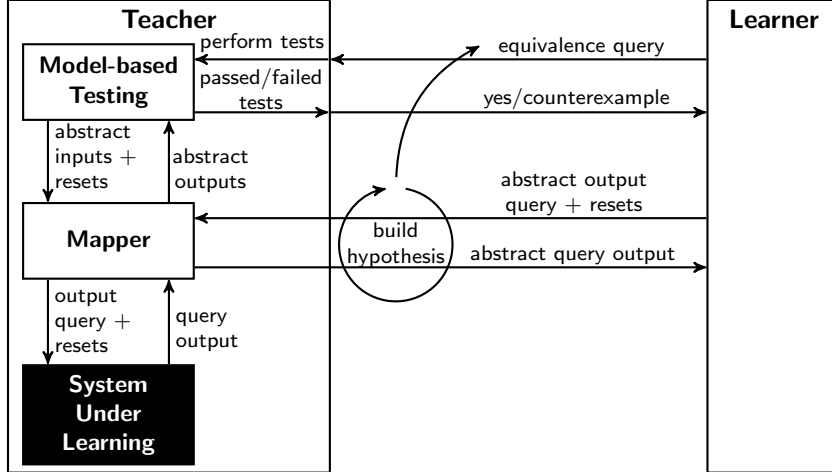 Teacher
Learner
perform tests
equivalence query
Model-based
Testing
passed/failed
tests
yes/counterexample
abstract
inputs +
resets
abstract
outputs
abstract output
query + resets
Mapper
build
hypothesis
abstract query output
output
query +
resets
query
output
System
Under
Learning